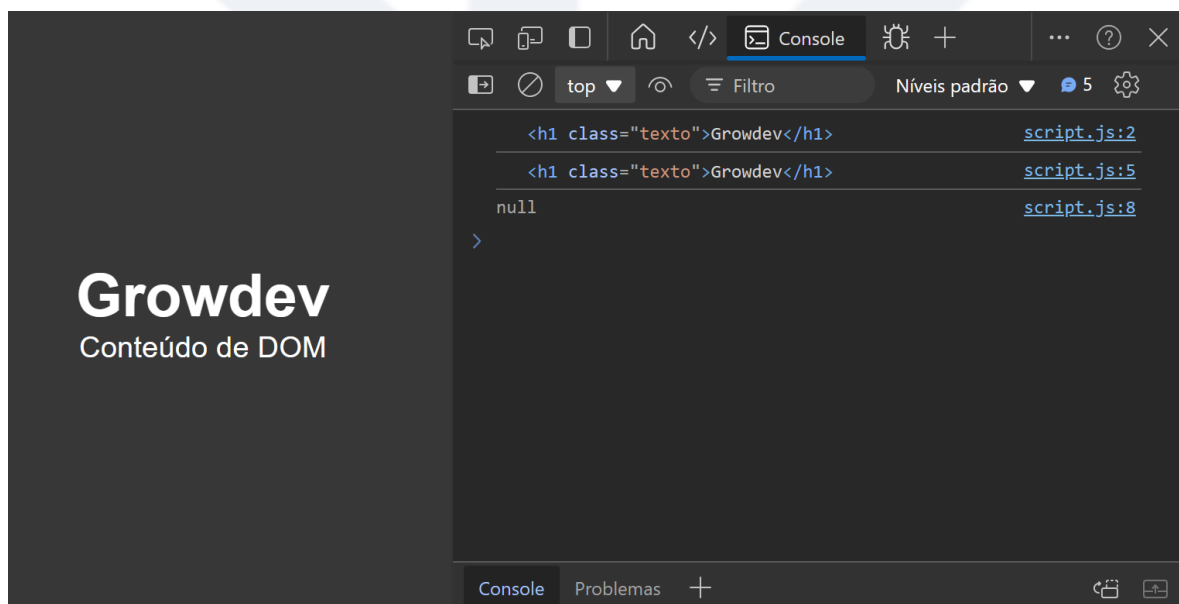 Console
top ▼ Filtro Níveis padrão ▼ 5
<h1 class="texto">Growdev</h1> script.js:2
<h1 class="texto">Growdev</h1> script.js:5
null script.js:8
>
Growdev
Conteúdo de DOM
Console Problemas